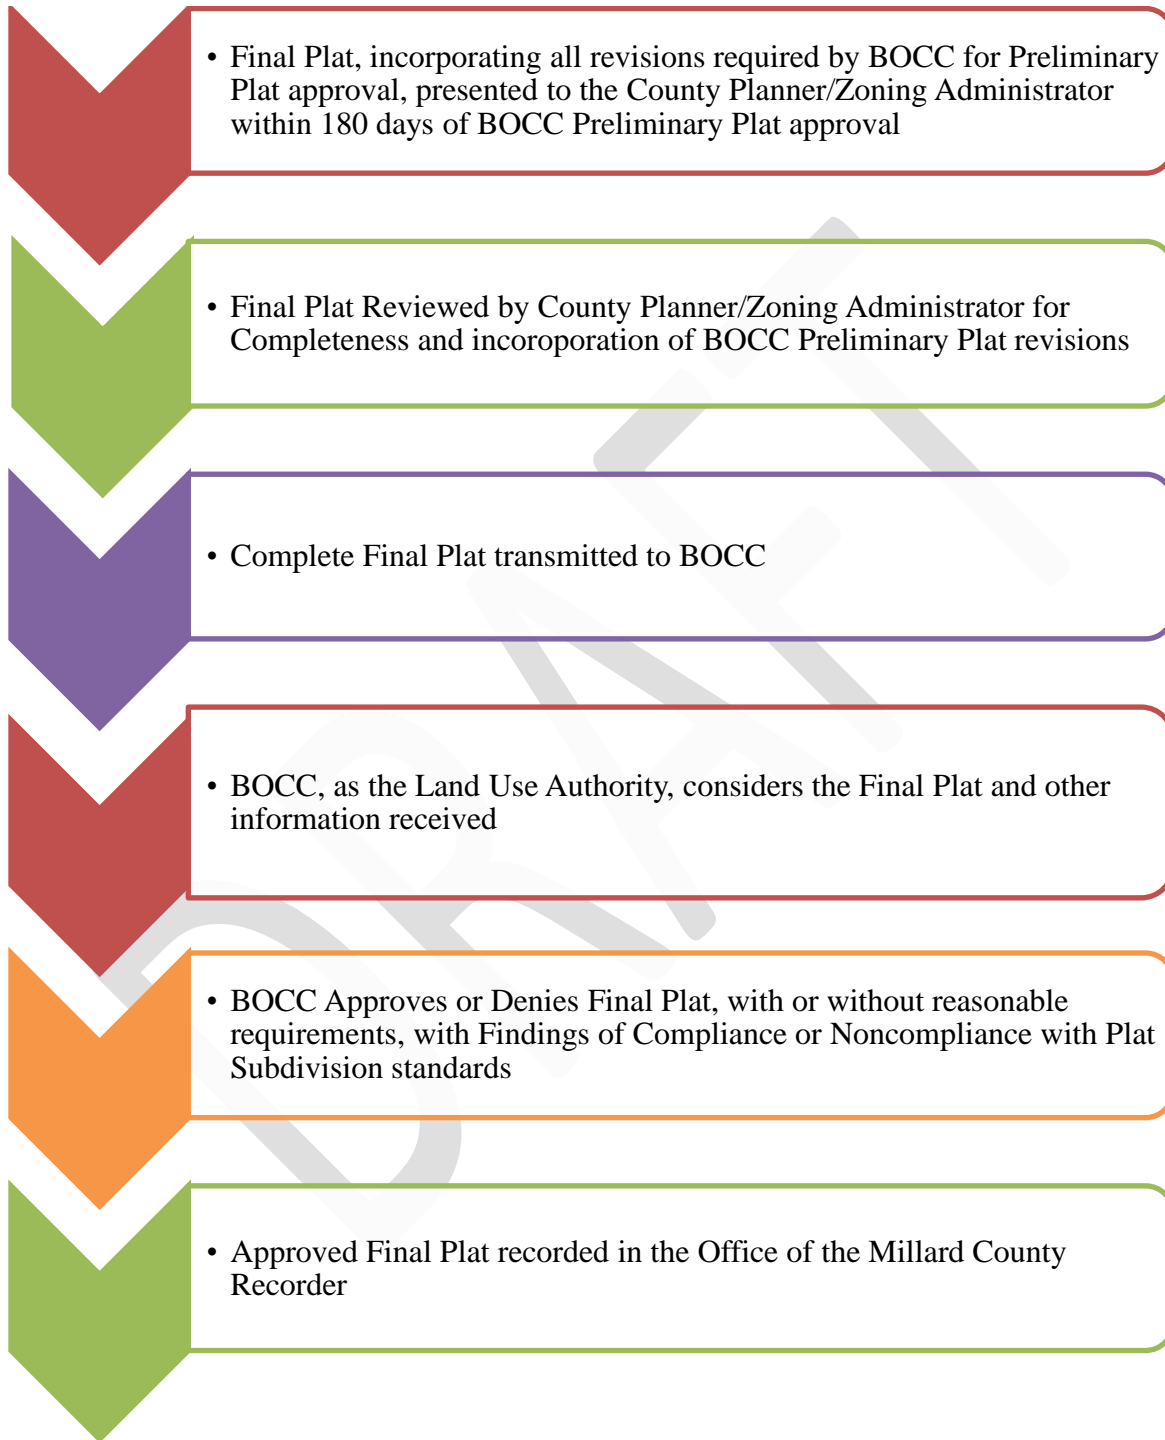 • Final Plat, incorporating all revisions required by BOCC for Preliminary
Plat approval, presented to the County Planner/Zoning Administrator
within 180 days of BOCC Preliminary Plat approval
• Final Plat Reviewed by County Planner/Zoning Administrator for
Completeness and incoroporation of BOCC Preliminary Plat revisions
• Complete Final Plat transmitted to BOCC
• BOCC, as the Land Use Authority, considers the Final Plat and other
information received
• BOCC Approves or Denies Final Plat, with or without reasonable
requirements, with Findings of Compliance or Noncompliance with Plat
Subdivision standards
• Approved Final Plat recorded in the Office of the Millard County
Recorder
DRAFT